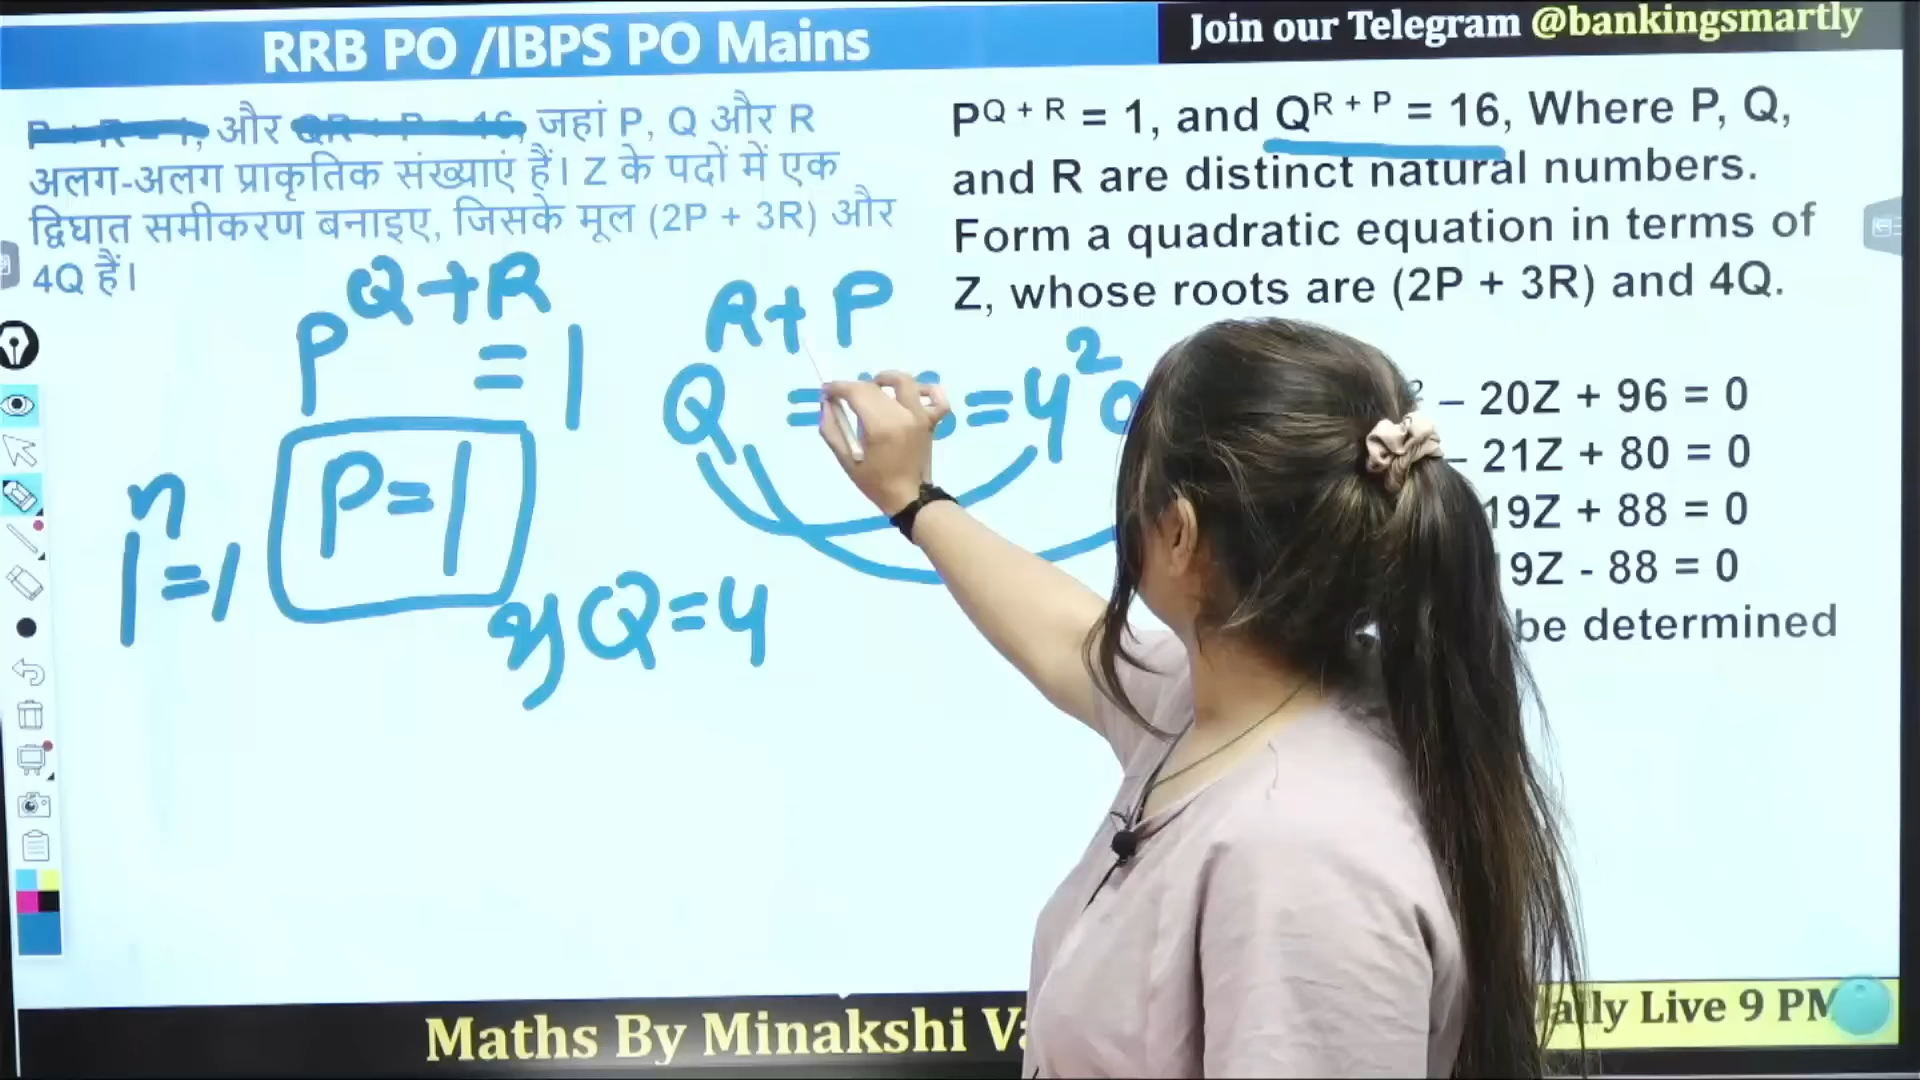 RRB PO /IBPS PO Mains
Join our Telegram @bankingsmartly
और जहां P, Q और R
अलग-अलग प्राकृतिक संख्याएं हैं। Z के पदों में एक
द्विघात समीकरण बनाइए, जिसके मूल (2P + 3R) और
4Q हैं।
P^Q + R = 1, and Q^R + P = 16, Where P, Q,
and R are distinct natural numbers.
Form a quadratic equation in terms of
Z, whose roots are (2P + 3R) and 4Q.
– 20Z + 96 = 0
– 21Z + 80 = 0
19Z + 88 = 0
9Z - 88 = 0
be determined
P^Q+R = 1
P=1
1^n=1
Q^R+P = = 4^2
Q=4
Maths By Minakshi
Daily Live 9 PM